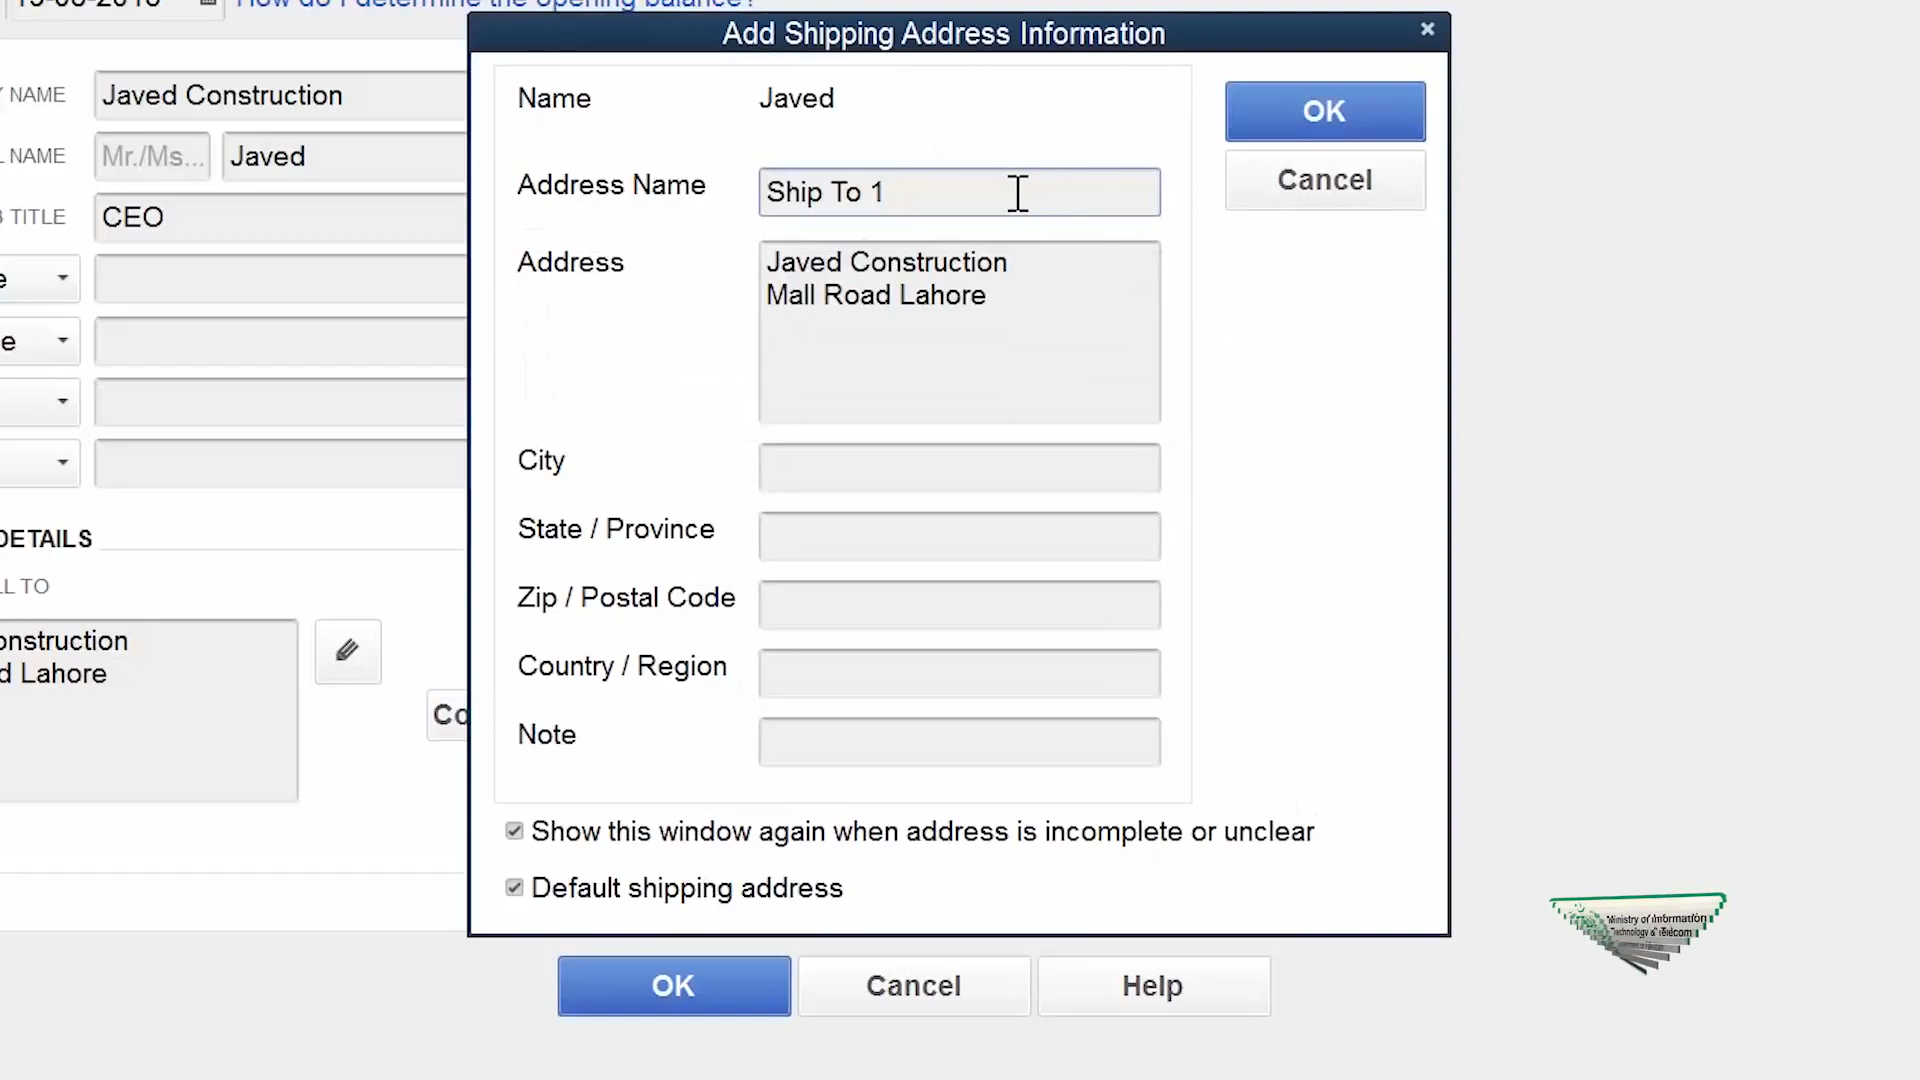 How do I determine the opening balance?
Add Shipping Address Information
NAME
Javed Construction
NAME
Mr./Ms...
Javed
TITLE
CEO
DETAILS
TO
Lahore
Name
Javed
Address Name
Ship To 1
Address
Javed Construction
Mall Road Lahore
City
State / Province
Zip / Postal Code
Country / Region
Note
Show this window again when address is incomplete or unclear
Default shipping address
OK
Cancel
OK
Cancel
Help
Ministry of Information
Technology & Telecom